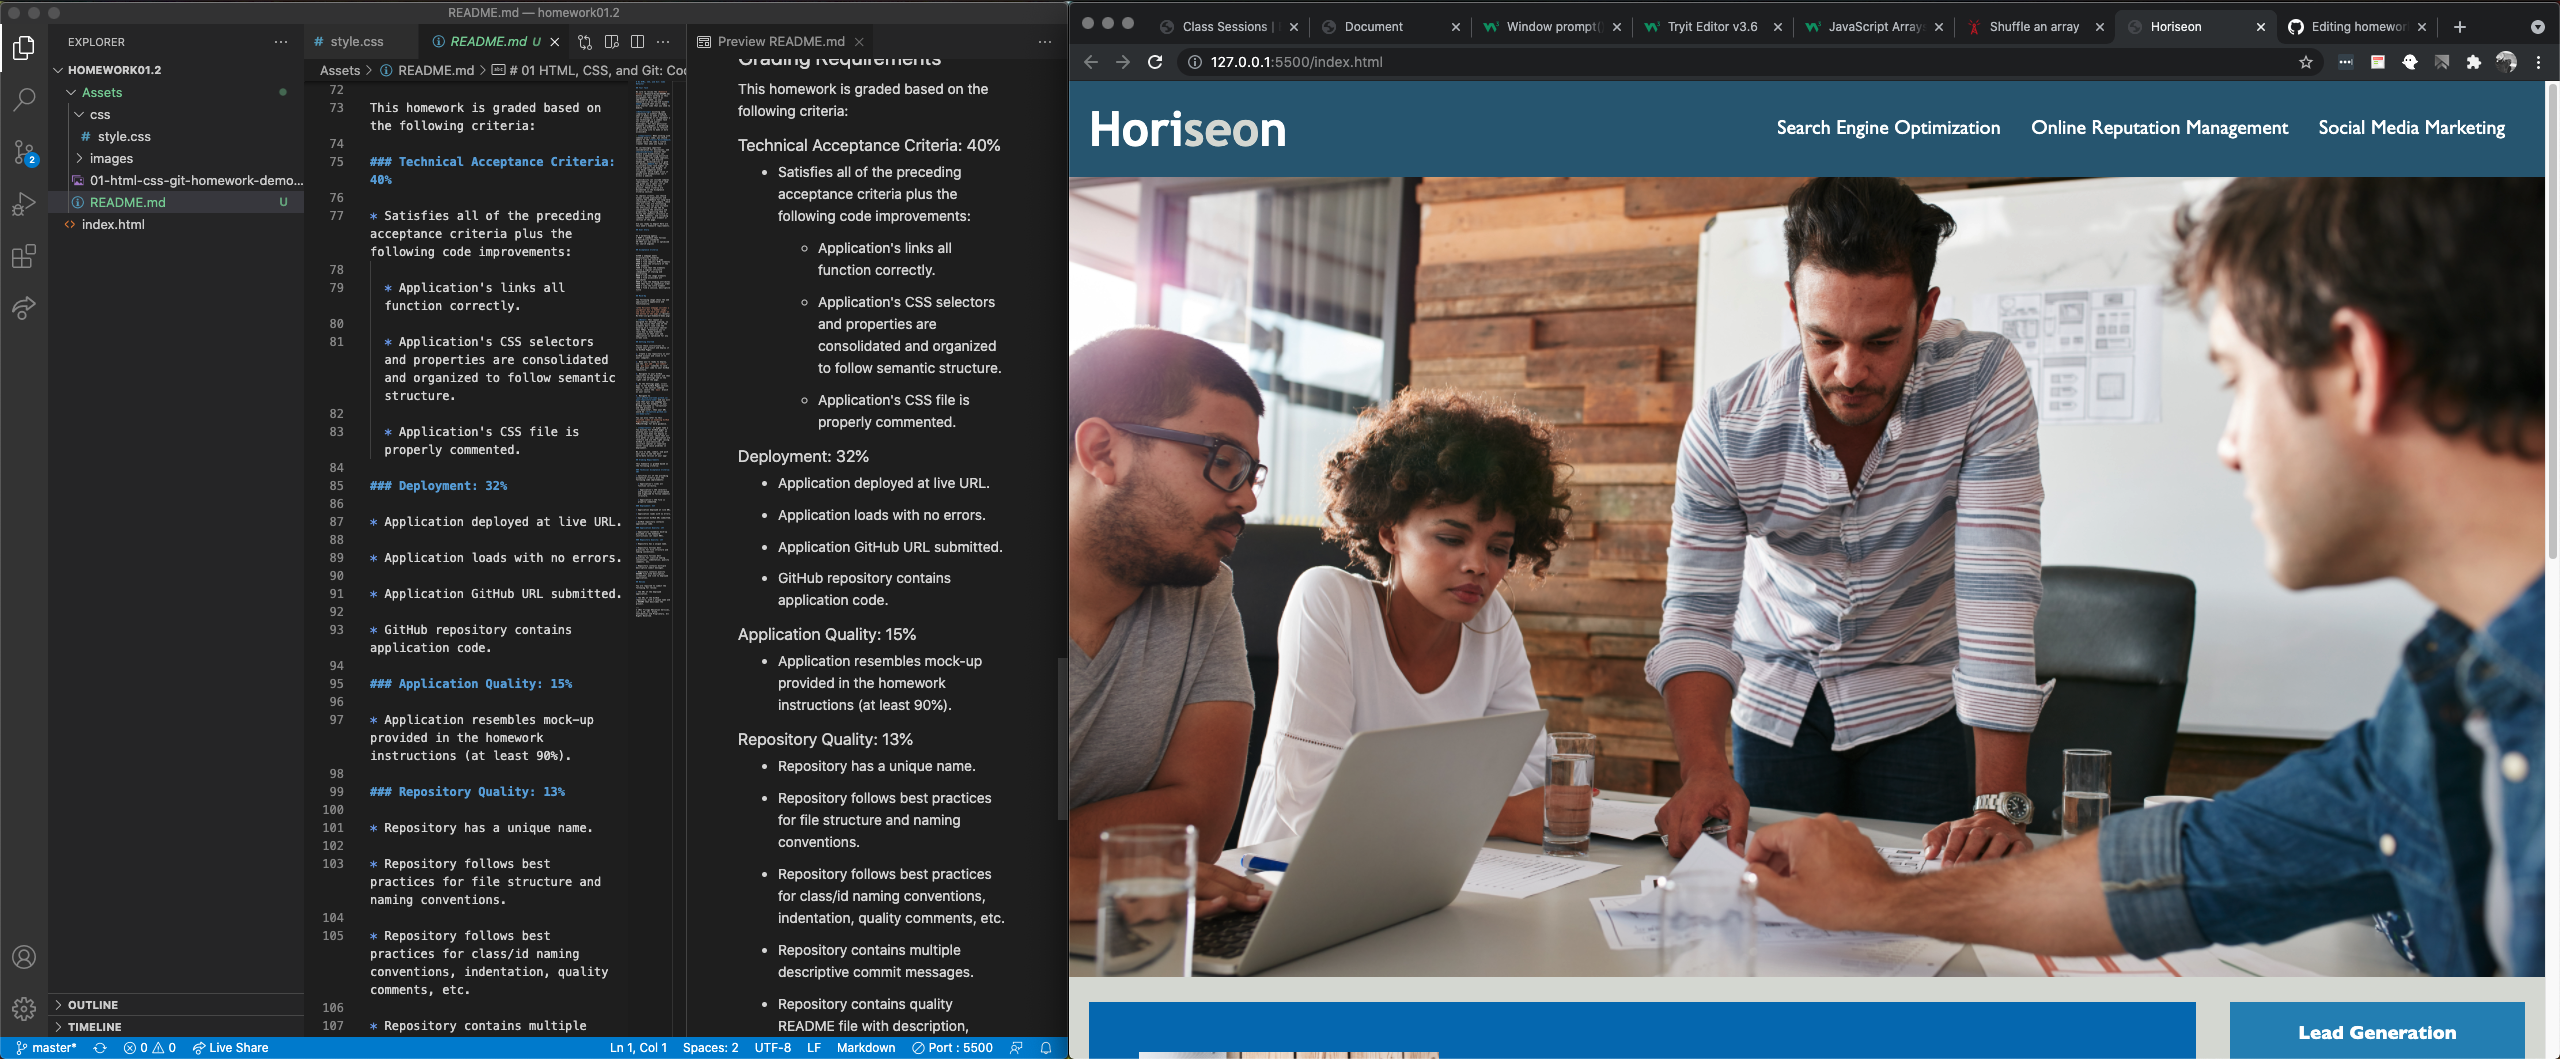 README.md — homework01.2
EXPLORER
HOMEWORK01.2
Assets
css
# style.css
images
01-html-css-git-homework-demo...
README.md U
index.html
OUTLINE
TIMELINE
2
# style.css
README.md U
Assets > README.md > # 01 HTML, CSS, and Git: Coc
72
73 This homework is graded based on
the following criteria:
74
75 ### Technical Acceptance Criteria:
40%
76
77 * Satisfies all of the preceding
acceptance criteria plus the
following code improvements:
78
79 * Application's links all
function correctly.
80
81 * Application's CSS selectors
and properties are consolidated
and organized to follow semantic
structure.
82
83 * Application's CSS file is
properly commented.
84
85 ### Deployment: 32%
86
87 * Application deployed at live URL.
88
89 * Application loads with no errors.
90
91 * Application GitHub URL submitted.
92
93 * GitHub repository contains
application code.
94
95 ### Application Quality: 15%
96
97 * Application resembles mock-up
provided in the homework
instructions (at least 90%).
98
99 ### Repository Quality: 13%
100
101 * Repository has a unique name.
102
103 * Repository follows best
practices for file structure and
naming conventions.
104
105 * Repository follows best
practices for class/id naming
conventions, indentation, quality
comments, etc.
106
107 * Repository contains multiple
Preview README.md
Grading Requirements
This homework is graded based on the
following criteria:
Technical Acceptance Criteria: 40%
• Satisfies all of the preceding
acceptance criteria plus the
following code improvements:
◦ Application's links all
function correctly.
◦ Application's CSS selectors
and properties are
consolidated and organized
to follow semantic structure.
◦ Application's CSS file is
properly commented.
Deployment: 32%
• Application deployed at live URL.
• Application loads with no errors.
• Application GitHub URL submitted.
• GitHub repository contains
application code.
Application Quality: 15%
• Application resembles mock-up
provided in the homework
instructions (at least 90%).
Repository Quality: 13%
• Repository has a unique name.
• Repository follows best practices
for file structure and naming
conventions.
• Repository follows best practices
for class/id naming conventions,
indentation, quality comments, etc.
• Repository contains multiple
descriptive commit messages.
• Repository contains quality
README file with description,
master* 0 0 Live Share Ln 1, Col 1 Spaces: 2 UTF-8 LF Markdown Port : 5500
Class Sessions |
Document
Window prompt(
Tryit Editor v3.6
JavaScript Array
Shuffle an array
Horiseon
Editing homewor
127.0.0.1:5500/index.html
Horiseon
Search Engine Optimization Online Reputation Management Social Media Marketing
Lead Generation